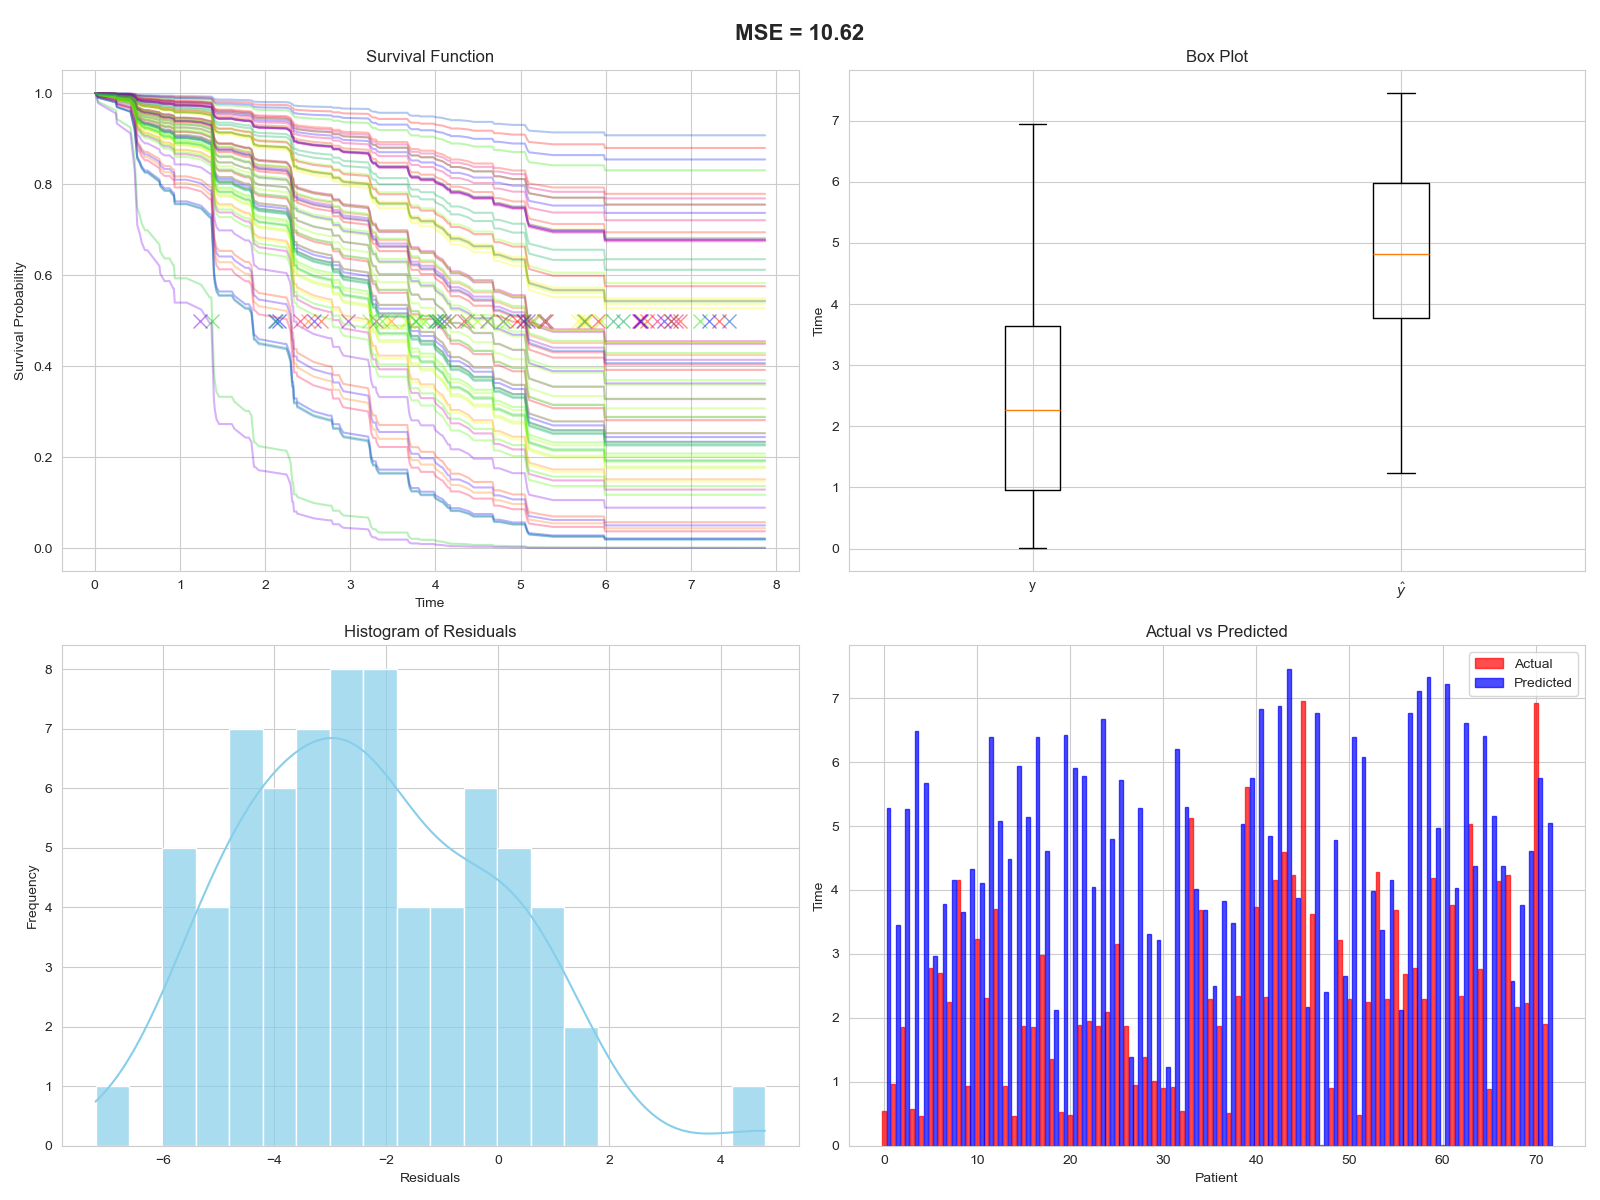 MSE = 10.62
Survival Function
1.0
0.8
0.6
0.4
0.2
0.0
Survival Probability
0 1 2 3 4 5 6 7 8
Time
Box Plot
7
6
5
4
3
2
1
0
Time
y ŷ
Histogram of Residuals
8
7
6
5
4
3
2
1
0
Frequency
−6 −4 −2 0 2 4
Residuals
Actual vs Predicted
Actual
Predicted
7
6
5
4
3
2
1
0
Time
0 10 20 30 40 50 60 70
Patient